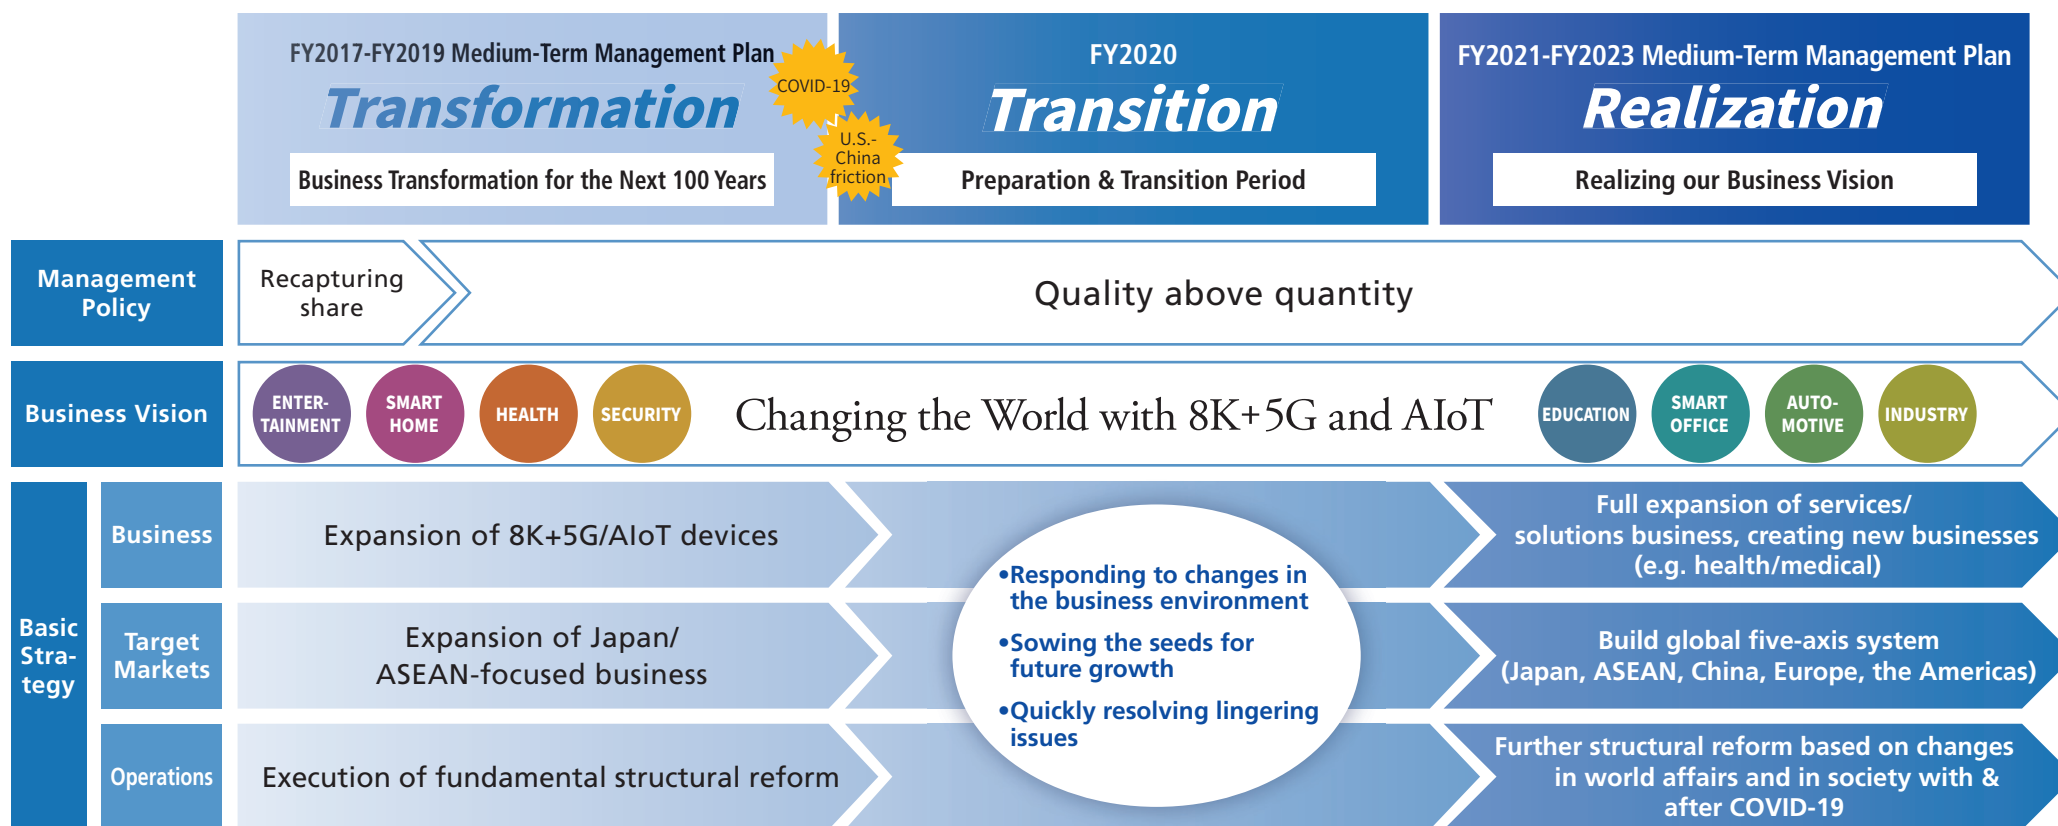 FY2017-FY2019 Medium-Term Management Plan
Transformation
Business Transformation for the Next 100 Years
COVID-19
U.S.-
China
friction
FY2020
Transition
Preparation & Transition Period
FY2021-FY2023 Medium-Term Management Plan
Realization
Realizing our Business Vision
Management
Policy
Recapturing
share
Quality above quantity
Business Vision
ENTER-
TAINMENT
SMART
HOME
HEALTH
SECURITY
Changing the World with 8K+5G and AIoT
EDUCATION
SMART
OFFICE
AUTO-
MOTIVE
INDUSTRY
Basic
Stra-
tegy
Business
Expansion of 8K+5G/AIoT devices
Full expansion of services/
solutions business, creating new businesses
(e.g. health/medical)
Target
Markets
Expansion of Japan/
ASEAN-focused business
•Responding to changes in
the business environment
•Sowing the seeds for
future growth
•Quickly resolving lingering
issues
Build global five-axis system
(Japan, ASEAN, China, Europe, the Americas)
Operations
Execution of fundamental structural reform
Further structural reform based on changes
in world affairs and in society with &
after COVID-19